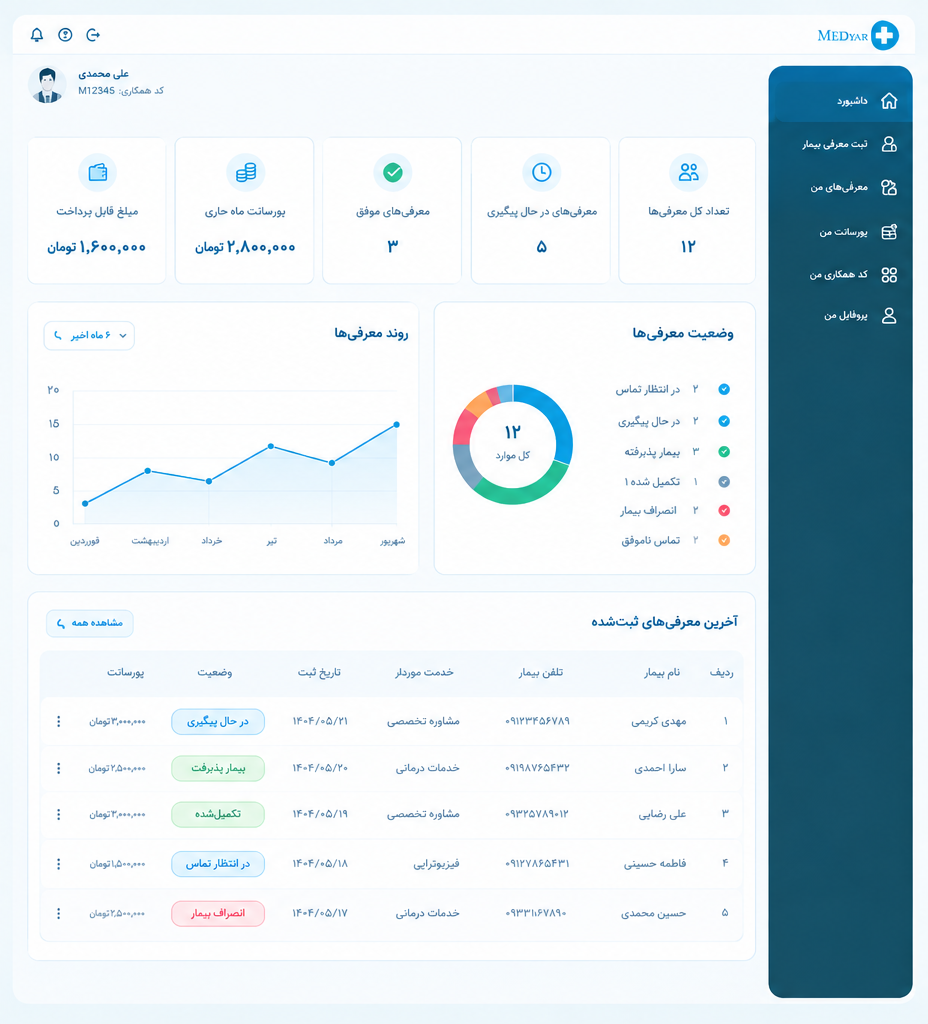 MEDYAR
علی محمدی
کد همکاری: M12345
داشبورد
ثبت معرفی بیمار
معرفی‌های من
پورسانت من
کد همکاری من
پروفایل من
تعداد کل معرفی‌ها
۱۲
معرفی‌های در حال پیگیری
۵
معرفی‌های موفق
۳
پورسانت ماه جاری
۲,۸۰۰,۰۰۰ تومان
مبلغ قابل پرداخت
۱,۶۰۰,۰۰۰ تومان
وضعیت معرفی‌ها
۲ در انتظار تماس
۲ در حال پیگیری
۳ بیمار پذیرفته
۱ تکمیل شده ۱
۲ انصراف بیمار
۲ تماس ناموفق
۱۲
کل موارد
روند معرفی‌ها
۶ ماه اخیر
۲۰
۱۵
۱۰
۵
۰
فروردین اردیبهشت خرداد تیر مرداد شهریور
آخرین معرفی‌های ثبت‌شده
مشاهده همه
ردیف نام بیمار تلفن بیمار خدمت موردار تاریخ ثبت وضعیت پورسانت
۱ مهدی کریمی ۰۹۱۲۳۴۵۶۷۸۹ مشاوره تخصصی ۱۴۰۴/۰۵/۲۱ در حال پیگیری ۳,۰۰۰,۰۰۰ تومان
۲ سارا احمدی ۰۹۱۹۸۷۶۵۴۳۲ خدمات درمانی ۱۴۰۴/۰۵/۲۰ بیمار پذیرفت ۲,۵۰۰,۰۰۰ تومان
۳ علی رضایی ۰۹۳۲۵۷۸۹۰۱۲ مشاوره تخصصی ۱۴۰۴/۰۵/۱۹ تکمیل‌شده ۳,۰۰۰,۰۰۰ تومان
۴ فاطمه حسینی ۰۹۱۲۷۸۶۵۴۳۱ فیزیوتراپی ۱۴۰۴/۰۵/۱۸ در انتظار تماس ۱,۵۰۰,۰۰۰ تومان
۵ حسین محمدی خدمات درمانی ۱۴۰۴/۰۵/۱۷ انصراف بیمار ۲,۵۰۰,۰۰۰ تومان